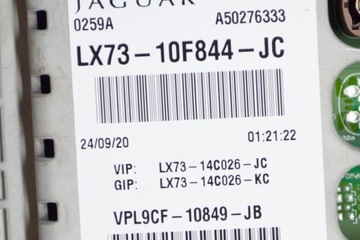 JAGUAR
0259A A50276333
LX73-10F844-JC
24/09/20 01:21:22
VIP: LX73-14C026-JC
GIP: LX73-14C026-KC
VPL9CF-10849-JB